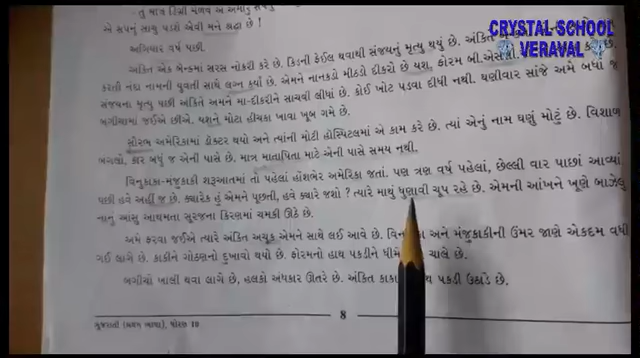 - તુ બાજ ડિગ્રી મેળવે એ
એ સપનું સાચું પડશે એવી મને શ્રદ્ધા છે !
CRYSTAL SCHOOL
VERAVAL
અગિયાર વર્ષ પછી
અંકિત એક બેન્કમાં સરસ નોકરી કરે છે. કિડની ફેઈલ થવાથી સંજયનું મૃત્યુ થયું છે. અંકિતે
કરતી નંદા નામની યુવતી સાથે લગ્ન કર્યા છે. એમને નાનકડો મીઠડો દીકરો છે યશ, ફોરમ બી.એસસી.
સંજયના મૃત્યુ પછી અંકિતે અમને મા-દીકરીને સાચવી લીધાં છે. કોઈ ખોટ પડવા દીધી નથી. ઘણીવાર સાંજે અમે બધાં જ
બગીચામાં જઈએ છીએ. યશને મોટા હીંચકા ખાવા ખૂબ ગમે છે.
સૌરભ અમેરિકામાં ડૉક્ટર થયો અને ત્યાંની મોટી હૉસ્પિટલમાં એ કામ કરે છે. ત્યાં એનું નામ ઘણું મોટું છે. વિશાળ
બંગલો, કાર બધું જ એની પાસે છે. માત્ર માતાપિતા માટે એની પાસે સમય નથી.
વિનુકાકા-મંજુકાકી શરૂઆતમાં તો પહેલાં હોંશભેર અમેરિકા જતાં. પણ ત્રણ વર્ષ પહેલાં, છેલ્લી વાર પાછાં આવ્યાં
પછી હવે અહીં જ છે. ક્યારેક હું એમને પૂછતી, હવે ક્યારે જશો ? ત્યારે માથું ધુણાવી ચૂપ રહે છે. એમની આંખને ખૂણે બાઝેલું
નાનું આંસુ આથમતા સૂરજના કિરણમાં ચમકી ઊઠે છે.
અમે ફરવા જઈએ ત્યારે અંકિત અચૂક એમને સાથે લઈ આવે છે. અને મંજુકાકીની ઉંમર જાણે એકદમ વધી
ગઈ લાગે છે. કાકીને ગોઠણનો દુખાવો થયો છે. ફોરમનો હાથ પકડીને ધીમે ચાલે છે.
બગીચો ખાલી થવા લાગે છે, હલકો અંધકાર ઊતરે છે. અંકિત કાકા પકડી ઉઠાડે છે.
8
ગુજરાતી (પ્રથમ ભાષા), ધોરણ 10